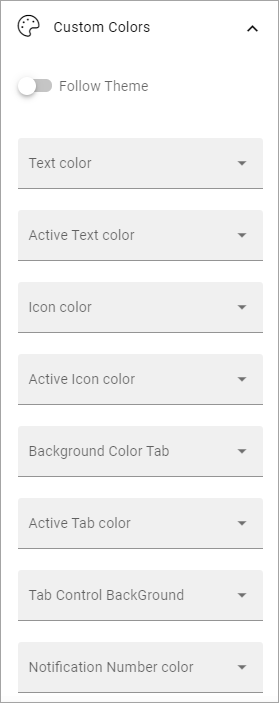 Custom Colors
Follow Theme
Text color
Active Text color
Icon color
Active Icon color
Background Color Tab
Active Tab color
Tab Control BackGround
Notification Number color